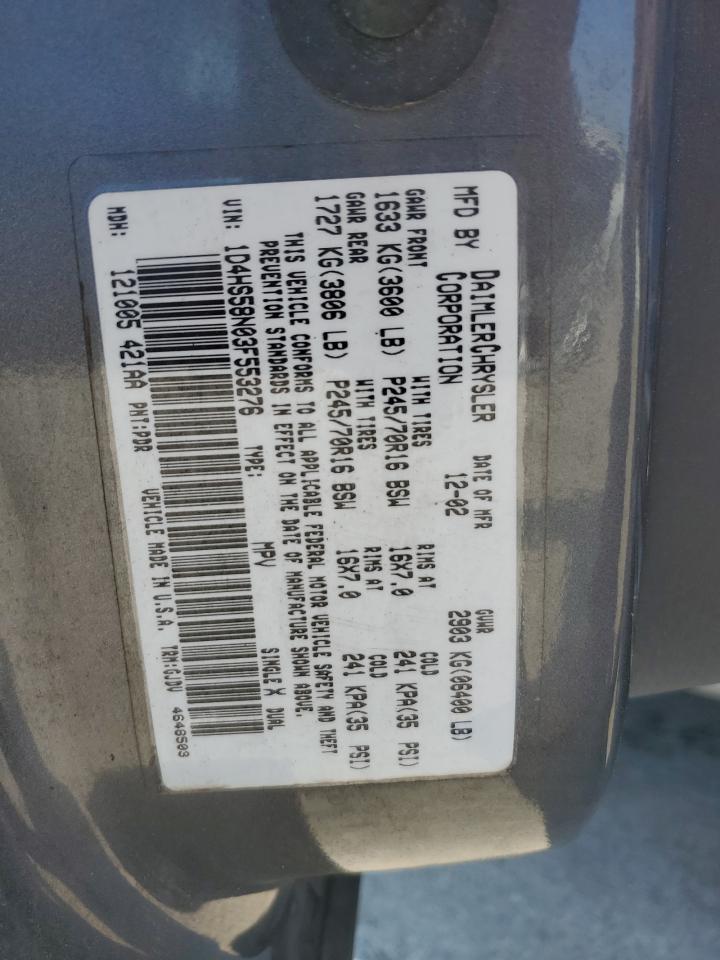 MFD BY DAIMLERCHRYSLER CORPORATION DATE OF MFR 12-02 GVWR 2903 KG(06400 LB)
GAWR FRONT WITH TIRES RIMS AT COLD
1633 KG(3600 LB) P245/70R16 BSW 16X7.0 241 KPA(35 PSI)
GAWR REAR WITH TIRES RIMS AT COLD
1727 KG(3806 LB) P245/70R16 BSW 16X7.0 241 KPA(35 PSI)
THIS VEHICLE CONFORMS TO ALL APPLICABLE FEDERAL MOTOR VEHICLE SAFETY AND THEFT
PREVENTION STANDARDS IN EFFECT ON THE DATE OF MANUFACTURE SHOWN ABOVE.
VIN: 1D4HS58N03F553276 TYPE: MPV SINGLE X DUAL
MDH: 121005 421AA PNT:PDR VEHICLE MADE IN U.S.A. TRM:GJDV 4648503